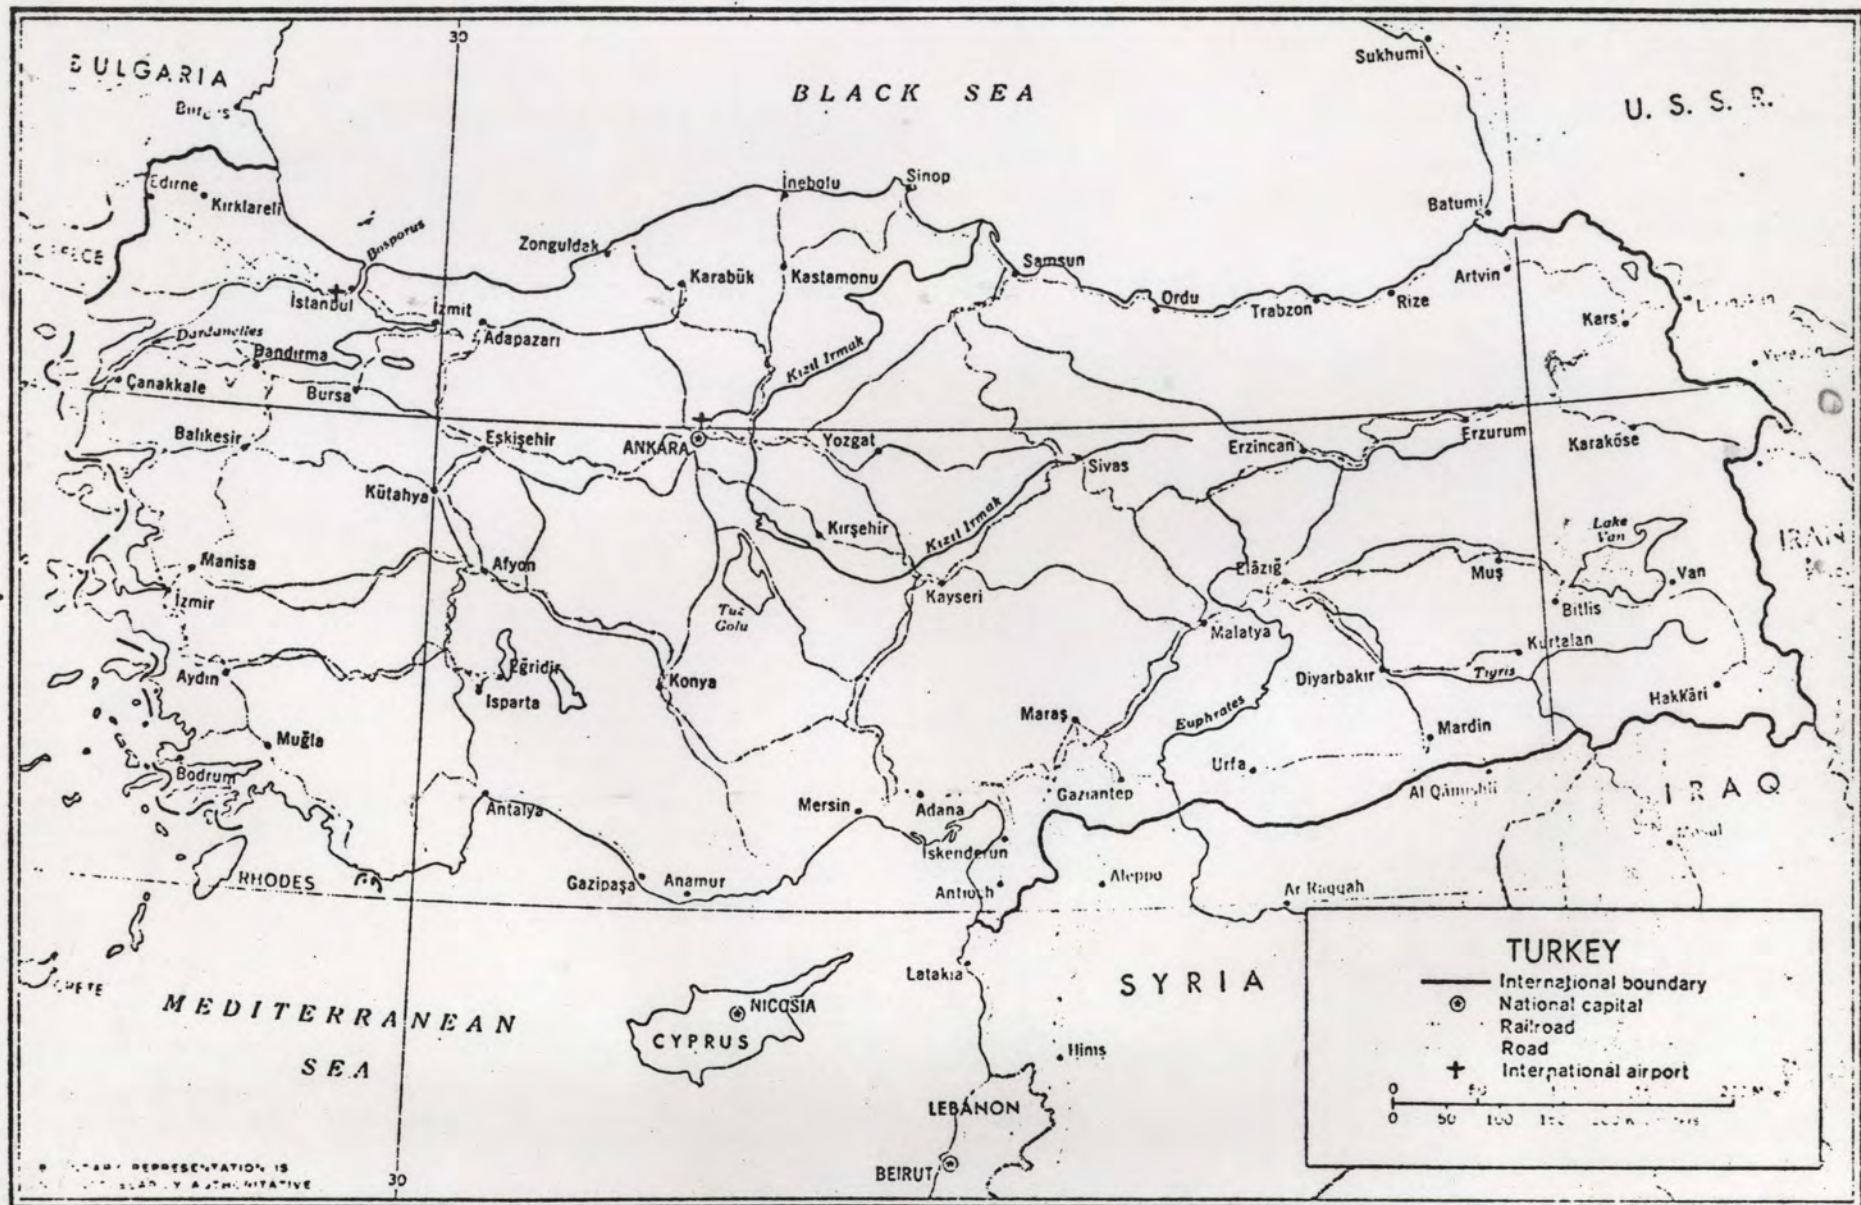 30
BULGARIA
BLACK SEA
Sukhumi
U. S. S. R.
Edirne
Kırklareli
Bosporus
İnebolu
Sinop
Batumi
Zonguldak
Karabük
Kastamonu
Samsun
Ordu
Trabzon
Rize
Artvin
Kars
İstanbul
İzmit
Adapazarı
Dardanelles
Bandırma
Çanakkale
Bursa
Kızıl Irmak
Balıkesir
Eskişehir
ANKARA
Yozgat
Sivas
Erzincan
Erzurum
Karaköse
Kütahya
Kırşehir
Kızıl Irmak
Lake
Van
IRAN
Manisa
Afyon
İzmir
Tuz
Golu
Kayseri
Elâzığ
Muş
Van
Bitlis
Malatya
Kurtalan
Aydın
Eğridir
Isparta
Konya
Diyarbakır
Tigris
Hakkâri
Muğla
Maraş
Euphrates
Mardin
Urfa
Bodrum
Antalya
Mersin
Adana
Gaziantep
Al Qāmishlī
IRAQ
İskenderun
RHODES
Gazipaşa
Anamur
Antioch
Aleppo
Ar Raqqah
Latakia
SYRIA
MEDITERRANEAN
SEA
NICOSIA
CYPRUS
Hims
LEBANON
BEIRUT
30
TURKEY
International boundary
National capital
Railroad
Road
International airport
0
0 50 100
REPRESENTATION IS